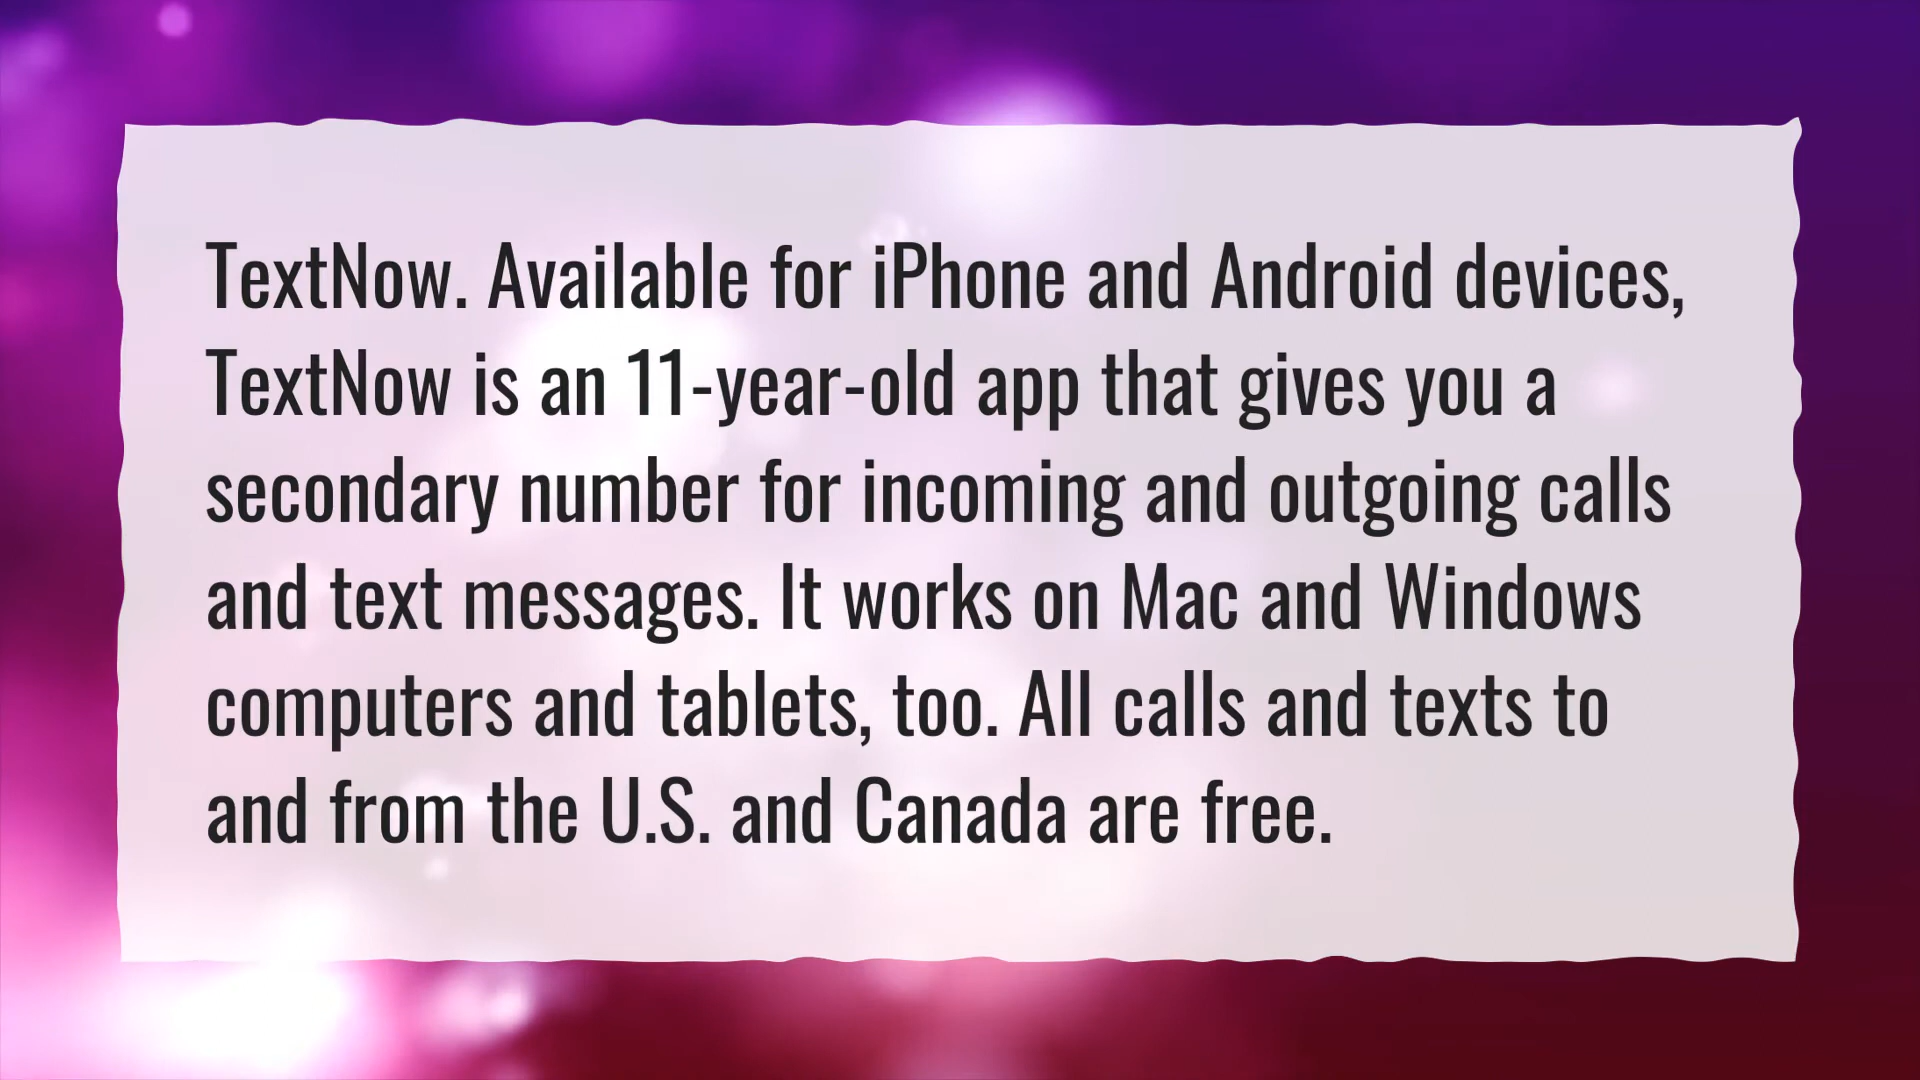 TextNow. Available for iPhone and Android devices,
TextNow is an 11-year-old app that gives you a
secondary number for incoming and outgoing calls
and text messages. It works on Mac and Windows
computers and tablets, too. All calls and texts to
and from the U.S. and Canada are free.